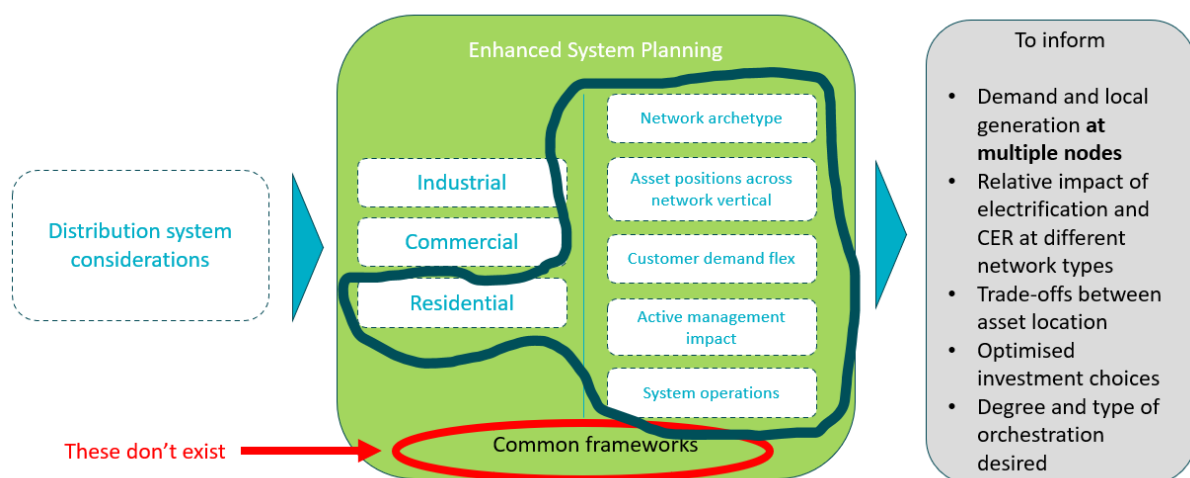 Enhanced System Planning
Distribution system
considerations
Industrial
Commercial
Residential
Network archetype
Asset positions across
network vertical
Customer demand flex
Active management
impact
System operations
Common frameworks
These don't exist
To inform
• Demand and local
generation at
multiple nodes
• Relative impact of
electrification and
CER at different
network types
• Trade-offs between
asset location
• Optimised
investment choices
• Degree and type of
orchestration
desired